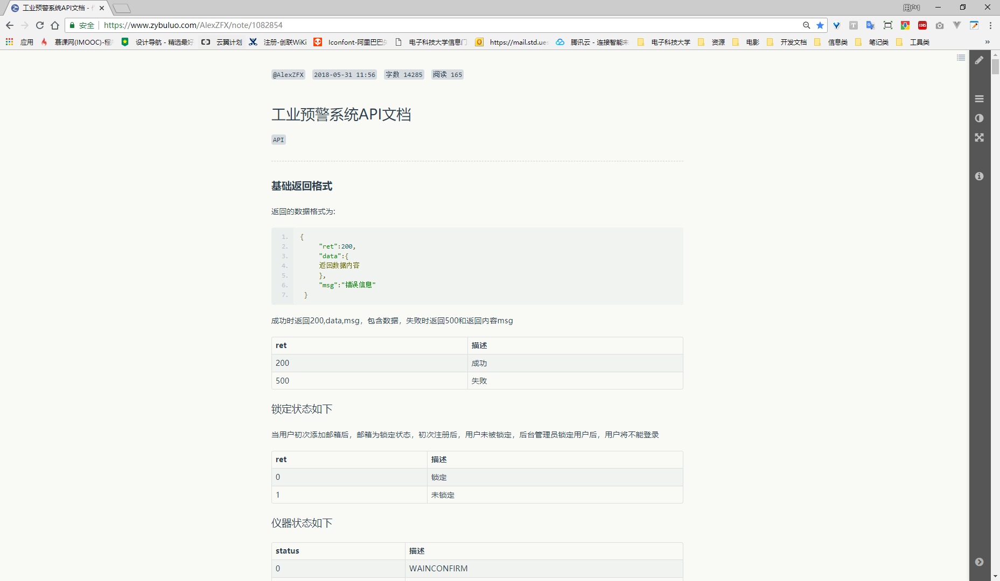 工业预警系统API文档 -
用户1
安全
https://www.zybuluo.com/AlexZFX/note/1082854
应用
慕课网(IMOOC)-程
设计导航 - 精选最好
云翼计划
注册-创联WiKi
Iconfont-阿里巴巴
电子科技大学信息门
https://mail.std.ues
腾讯云 - 连接智能未
电子科技大学
资源
电影
开发文档
信息类
笔记类
工具类
»
@AlexZFX 2018-05-31 11:56 字数 14285 阅读 165
工业预警系统API文档
API
基础返回格式
返回的数据格式为:
1. {
2. "ret":200,
3. "data":{
4. 返回数据内容
5. },
6. "msg":"错误信息"
7. }
成功时返回200,data,msg，包含数据，失败时返回500和返回内容msg
ret 描述
200 成功
500 失败
锁定状态如下
当用户初次添加邮箱后，邮箱为锁定状态，初次注册后，用户未被锁定，后台管理员锁定用户后，用户将不能登录
ret 描述
0 锁定
1 未锁定
仪器状态如下
status 描述
0 WAINCONFIRM